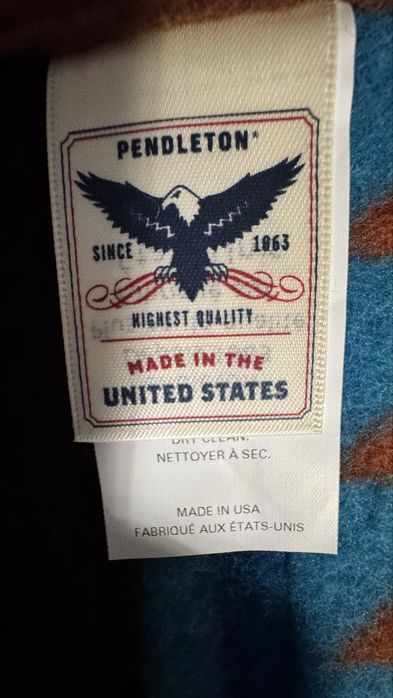 PENDLETON®
SINCE 1863
HIGHEST QUALITY
MADE IN THE
UNITED STATES
DRY CLEAN.
NETTOYER À SEC.
MADE IN USA
FABRIQUÉ AUX ÉTATS-UNIS